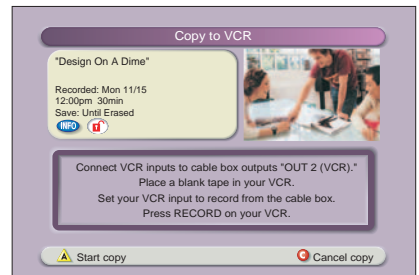 Copy to VCR
"Design On A Dime"
Recorded: Mon 11/15
12:00pm 30min
Save: Until Erased
INFO
Connect VCR inputs to cable box outputs "OUT 2 (VCR)."
Place a blank tape in your VCR.
Set your VCR input to record from the cable box.
Press RECORD on your VCR.
A Start copy
C Cancel copy